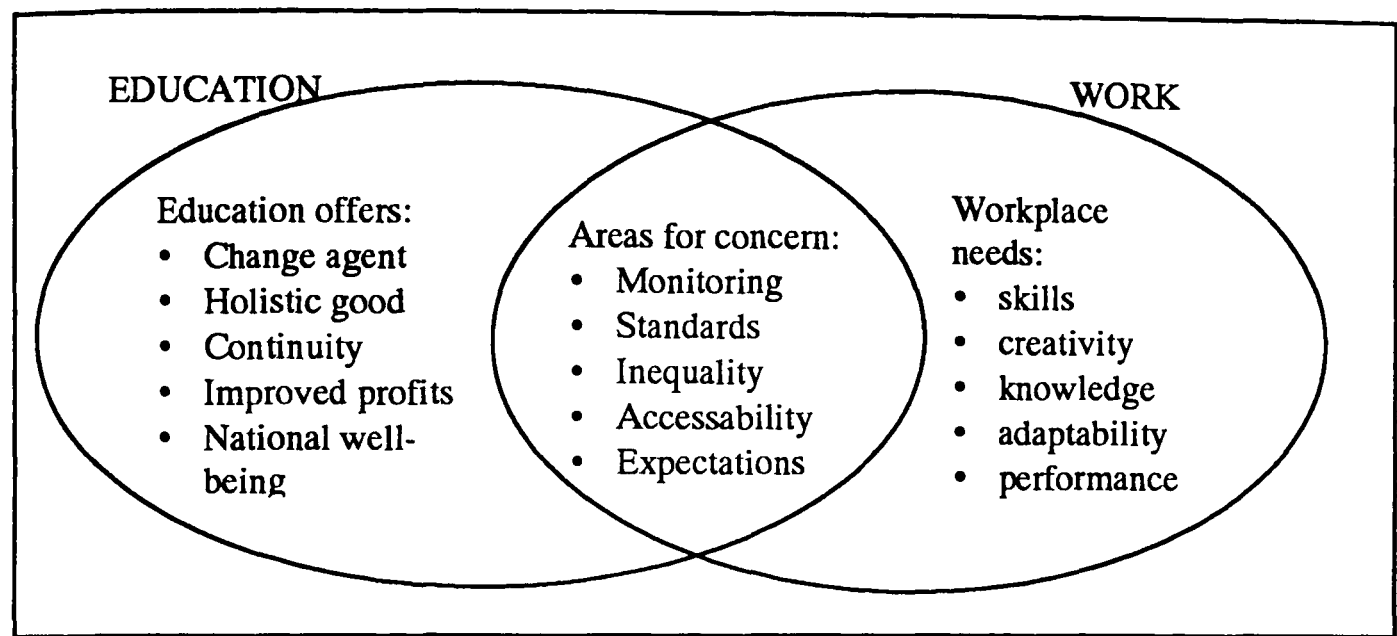 EDUCATION
WORK
Education offers:
• Change agent
• Holistic good
• Continuity
• Improved profits
• National well-
being
Areas for concern:
• Monitoring
• Standards
• Inequality
• Accessability
• Expectations
Workplace
needs:
• skills
• creativity
• knowledge
• adaptability
• performance